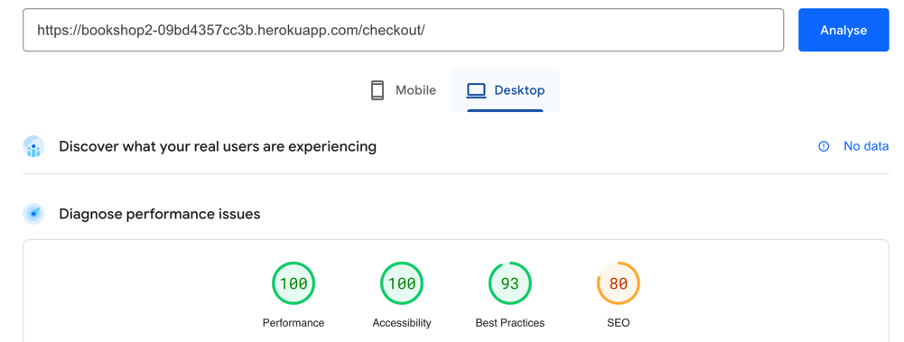 https://bookshop2-09bd4357cc3b.herokuapp.com/checkout/ Analyse
Mobile Desktop
Discover what your real users are experiencing No data
Diagnose performance issues
100 100 93 80
Performance Accessibility Best Practices SEO